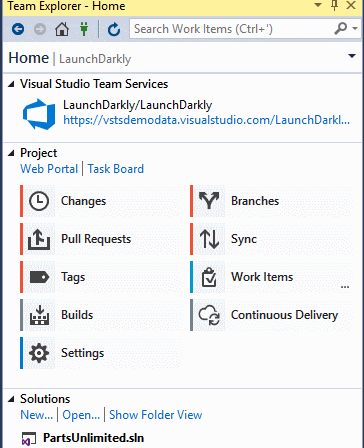 Team Explorer - Home
Search Work Items (Ctrl+')
Home | LaunchDarkly
Visual Studio Team Services
LaunchDarkly/LaunchDarkly
https://vstsdemodata.visualstudio.com/LaunchDarkl...
Project
Web Portal | Task Board
Changes
Branches
Pull Requests
Sync
Tags
Work Items
...
Builds
Continuous Delivery
Settings
Solutions
New... | Open... | Show Folder View
PartsUnlimited.sln